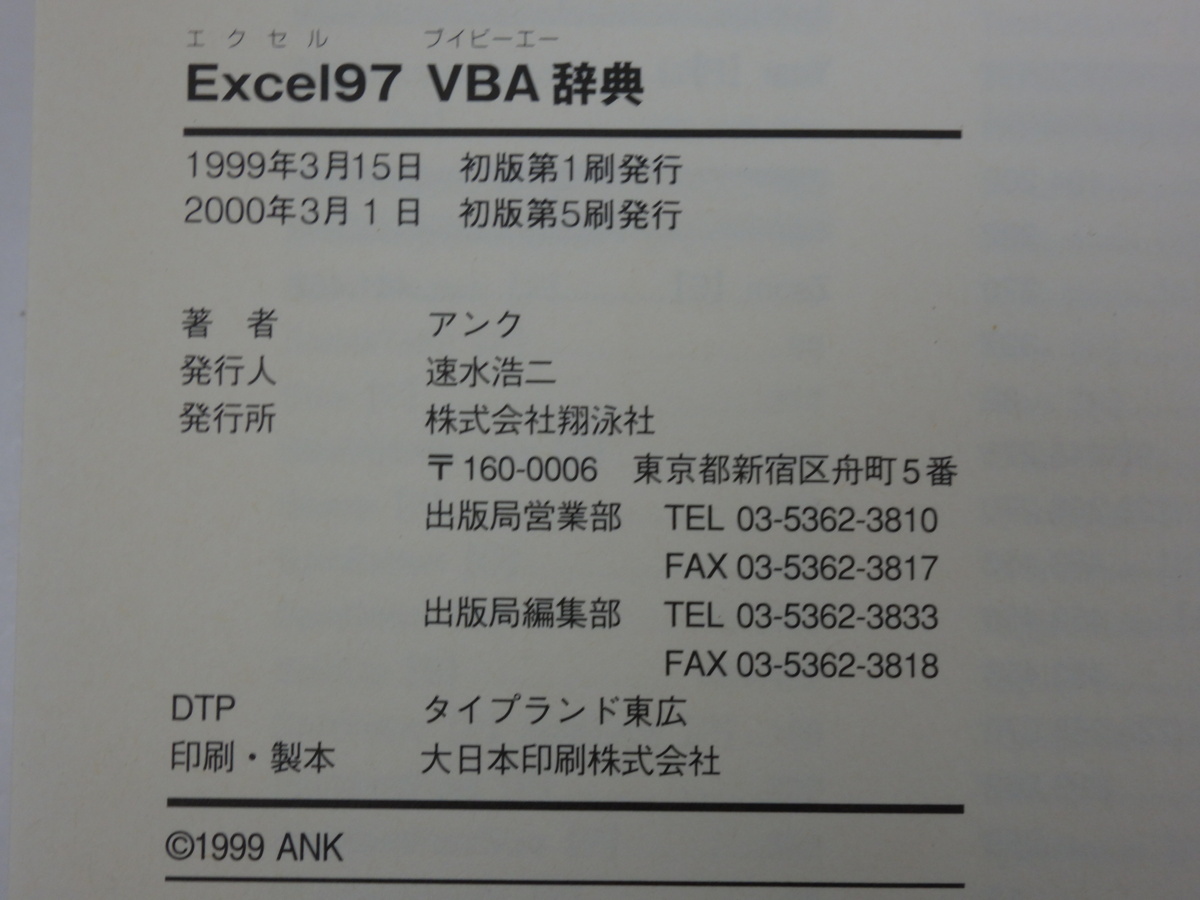 エクセル ブイビーエー
Excel97 VBA 辞典
1999年3月15日 初版第1刷発行
2000年3月1日 初版第5刷発行
著 者 アンク
発行人 速水浩二
発行所 株式会社翔泳社
〒160-0006 東京都新宿区舟町5番
出版局営業部 TEL 03-5362-3810
FAX 03-5362-3817
出版局編集部 TEL 03-5362-3833
FAX 03-5362-3818
DTP タイプランド東広
印刷・製本 大日本印刷株式会社
©1999 ANK